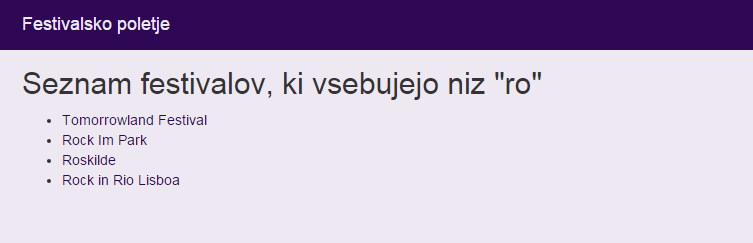 Festivalsko poletje
Seznam festivalov, ki vsebujejo niz "ro"
Tomorrowland Festival
Rock Im Park
Roskilde
Rock in Rio Lisboa